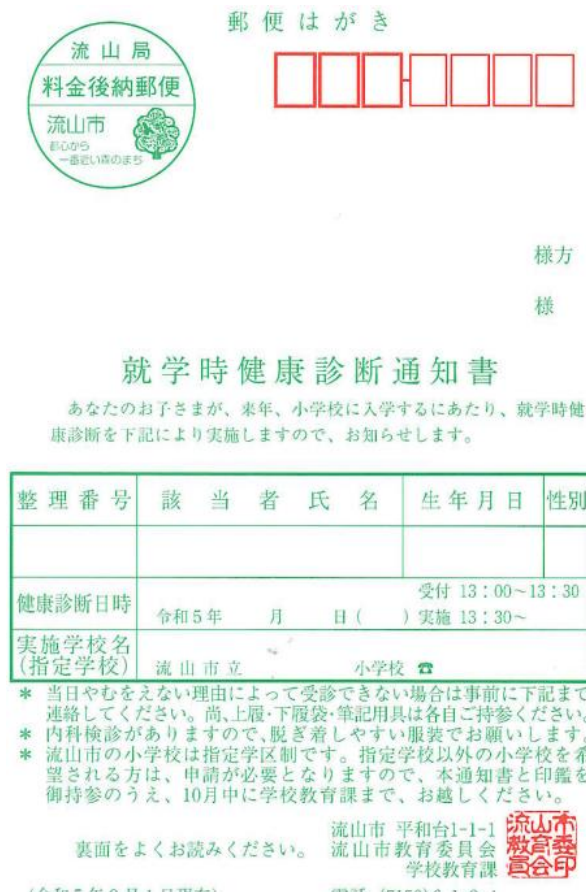 郵便はがき
流山局
料金後納郵便
流山市
都心から
一番近い森のまち
様方
様
就学時健康診断通知書
あなたのお子さまが、来年、小学校に入学するにあたり、就学時健
康診断を下記により実施しますので、お知らせします。
整理番号 該当者氏名 生年月日 性別
健康診断日時 令和5年 月 日( ) 受付 13:00~13:30
実施 13:30~
実施学校名
(指定学校) 流山市立 小学校 ☎
* 当日やむをえない理由によって受診できない場合は事前に下記まで
連絡してください。尚、上履・下履袋・筆記用具は各自ご持参ください。
* 内科検診がありますので、脱ぎ着しやすい服装でお願いします。
* 流山市の小学校は指定学区制です。指定学校以外の小学校を希
望される方は、申請が必要となりますので、本通知書と印鑑を
御持参のうえ、10月中に学校教育課まで、お越しください。
流山市 平和台1-1-1
裏面をよくお読みください。 流山市教育委員会
学校教育課
流山市教育委員会印